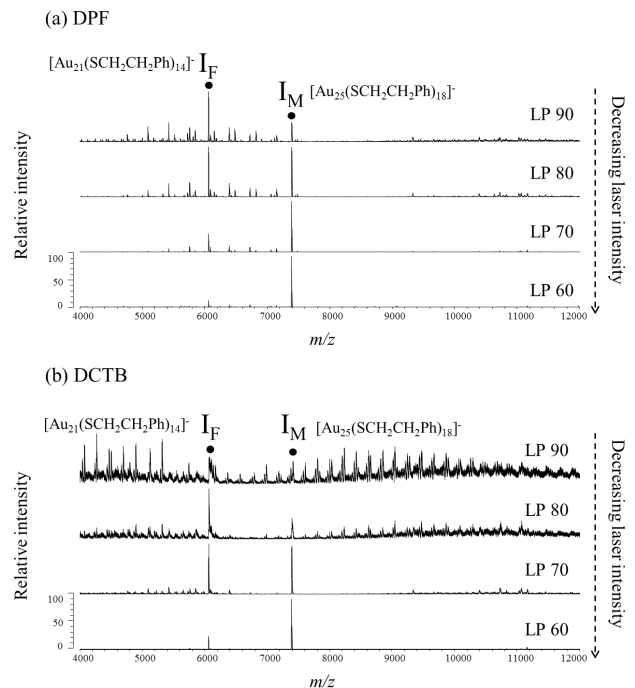 (a) DPF
[Au21(SCH2CH2Ph)14]- IF
IM [Au25(SCH2CH2Ph)18]-
LP 90
LP 80
LP 70
LP 60
Relative intensity
Decreasing laser intensity
100
50
0
4000 5000 6000 7000 8000 9000 10000 11000 12000
m/z
(b) DCTB
[Au21(SCH2CH2Ph)14]- IF IM [Au25(SCH2CH2Ph)18]-
LP 90
LP 80
LP 70
LP 60
Relative intensity
Decreasing laser intensity
100
50
0
4000 5000 6000 7000 8000 9000 10000 11000 12000
m/z